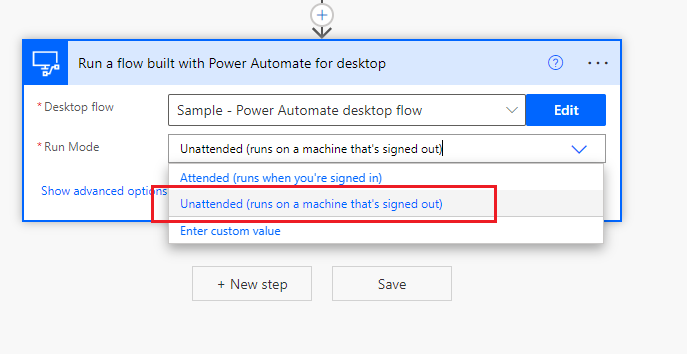 Run a flow built with Power Automate for desktop
* Desktop flow
Sample - Power Automate desktop flow
Edit
* Run Mode
Unattended (runs on a machine that's signed out)
Attended (runs when you're signed in)
Show advanced options
Unattended (runs on a machine that's signed out)
Enter custom value
+ New step
Save